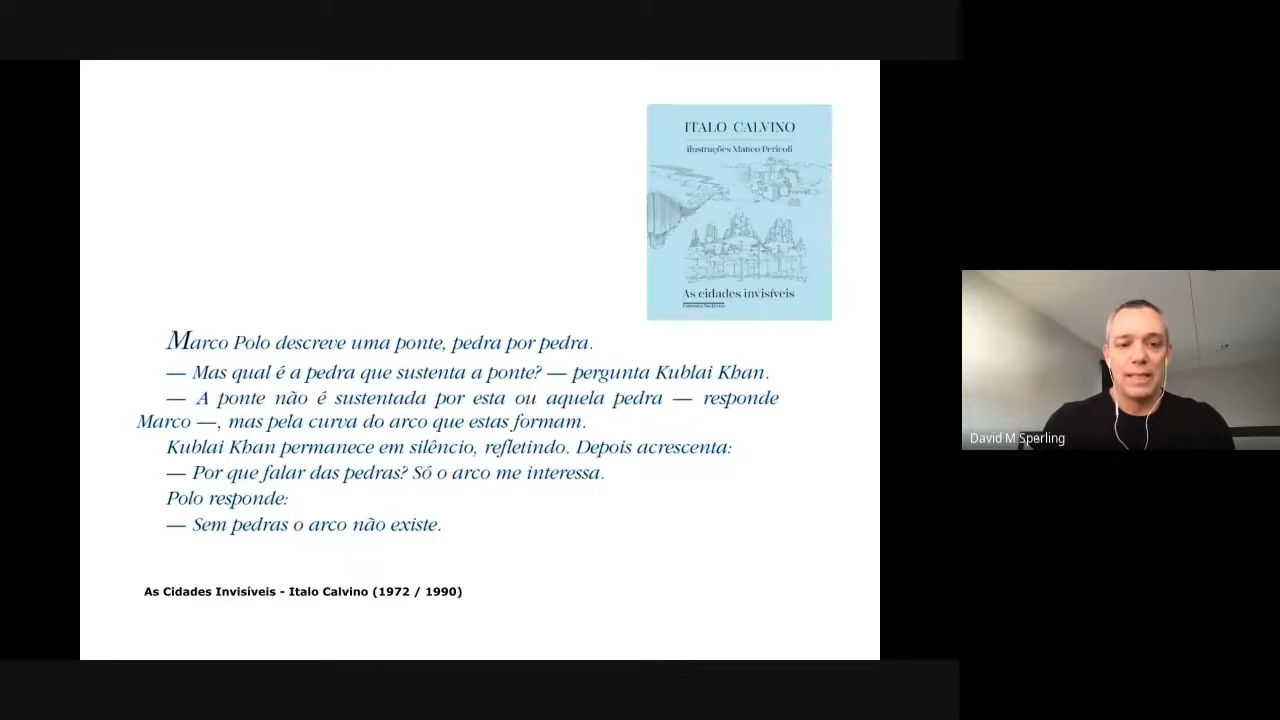 ITALO CALVINO
ilustrações Matteo Pericoli
As cidades invisíveis
Marco Polo descreve uma ponte, pedra por pedra.
— Mas qual é a pedra que sustenta a ponte? — pergunta Kublai Khan.
— A ponte não é sustentada por esta ou aquela pedra — responde
Marco —, mas pela curva do arco que estas formam.
Kublai Khan permanece em silêncio, refletindo. Depois acrescenta:
— Por que falar das pedras? Só o arco me interessa.
Polo responde:
— Sem pedras o arco não existe.
As Cidades Invisíveis - Italo Calvino (1972 / 1990)
David M Sperling